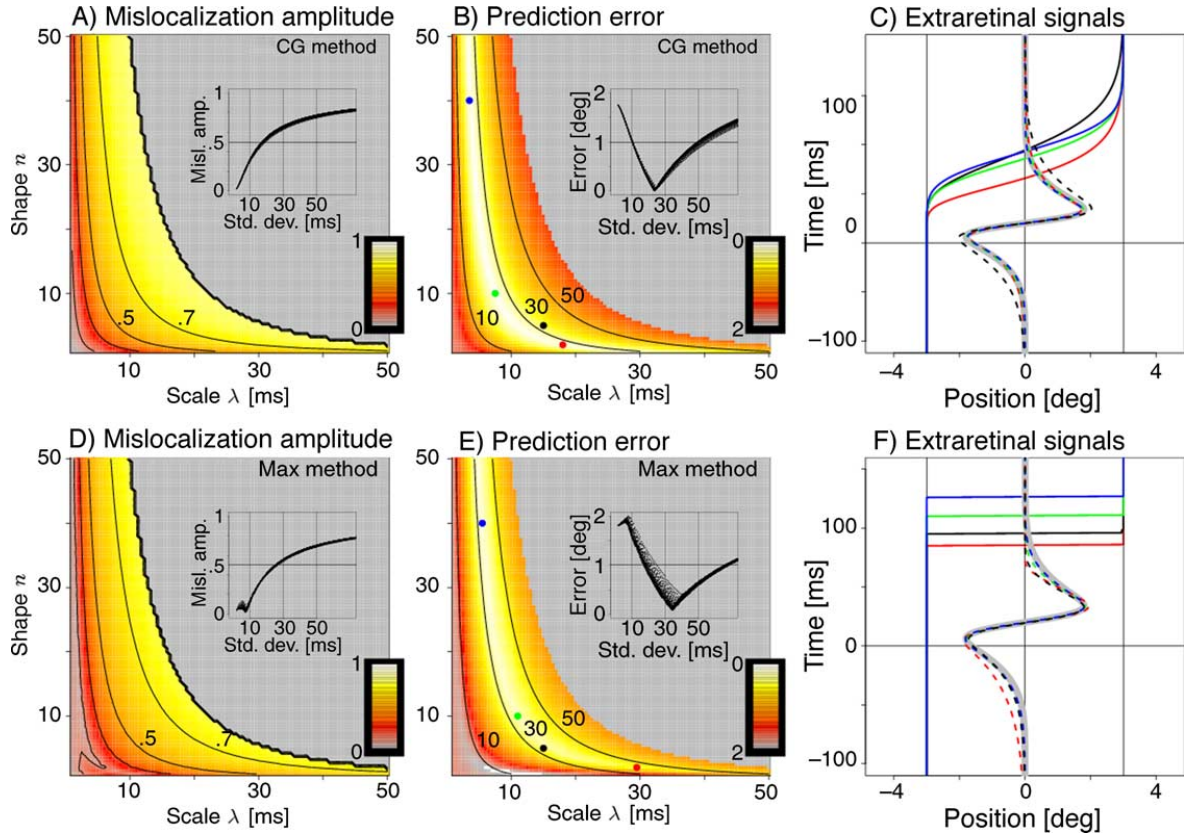 A) Mislocalization amplitude
B) Prediction error
C) Extraretinal signals
50
CG method
Misl. amp.
1
.5
0
10 30 50
Std. dev. [ms]
Shape n
30
10
.5
.7
1
0
10 30 50
Scale λ [ms]
CG method
Error [deg]
2
1
0
10 30 50
Std. dev. [ms]
10
30
50
0
2
10 30 50
Scale λ [ms]
Time [ms]
100
0
−100
−4 0 4
Position [deg]
D) Mislocalization amplitude
E) Prediction error
F) Extraretinal signals
50
Max method
Misl. amp.
1
.5
0
10 30 50
Std. dev. [ms]
Shape n
30
10
.5
.7
1
0
10 30 50
Scale λ [ms]
Max method
Error [deg]
2
1
0
10 30 50
Std. dev. [ms]
10
30
50
0
2
10 30 50
Scale λ [ms]
Time [ms]
100
0
−100
−4 0 4
Position [deg]